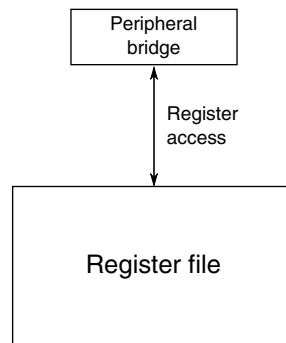 Peripheral
bridge
Register
access
Register file